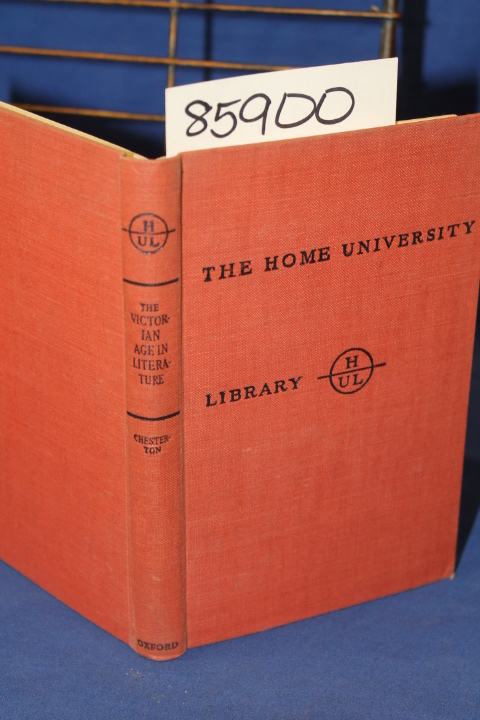 85900
THE HOME UNIVERSITY
LIBRARY
H
UL
H
UL
THE
VICTOR-
IAN
AGE IN
LITERA-
TURE
CHESTER-
TON
OXFORD